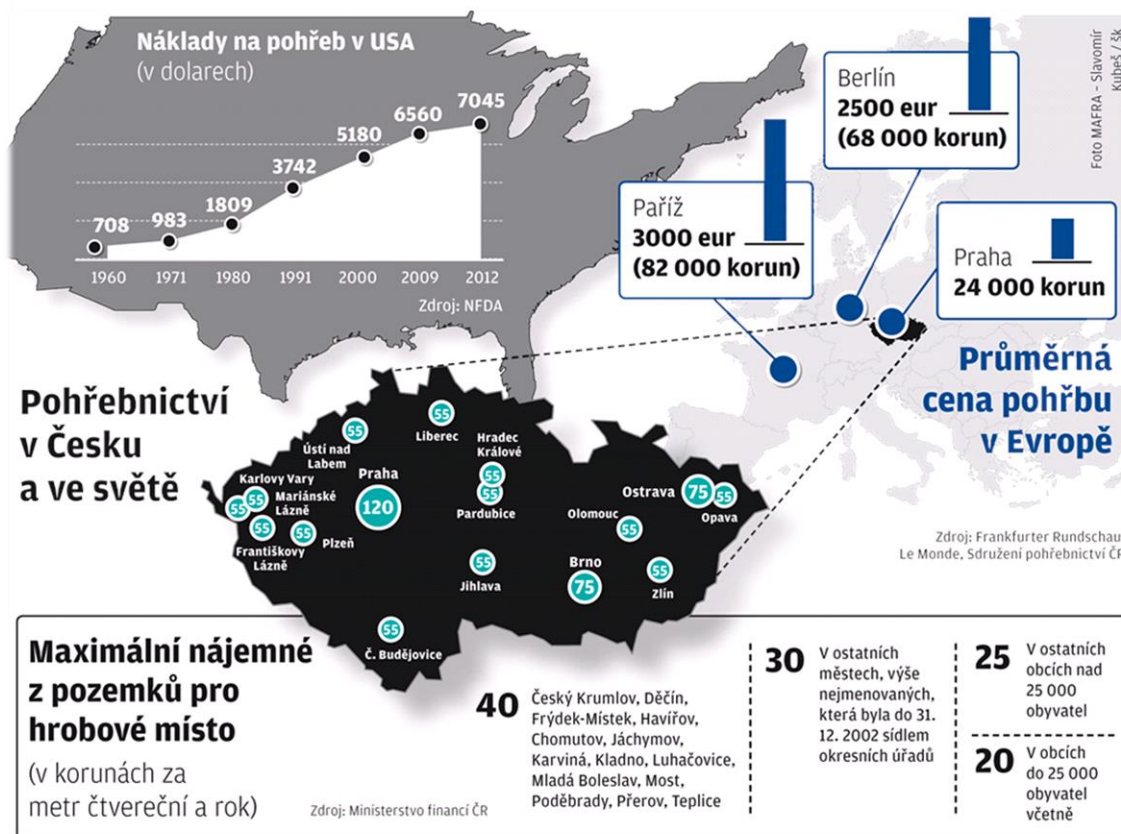 Náklady na pohřeb v USA
(v dolarech)
708
983
1809
3742
5180
6560
7045
1960
1971
1980
1991
2000
2009
2012
Zdroj: NFDA
Berlín
2500 eur
(68 000 korun)
Paříž
3000 eur
(82 000 korun)
Praha
24 000 korun
Foto MAFRA – Slavomír
Kubeš / šk
Průměrná
cena pohřbu
v Evropě
Zdroj: Frankfurter Rundschau,
Le Monde, Sdružení pohřebnictví ČR
Pohřebnictví
v Česku
a ve světě
55
Liberec
55
Ústí nad
Labem
Hradec
Králové
55
55
Pardubice
Praha
120
Karlovy Vary
55
55
Mariánské
Lázně
55
Františkovy
Lázně
55
Plzeň
Ostrava
75
55
Opava
Olomouc
55
Jihlava
55
Brno
75
55
Zlín
55
Č. Budějovice
Maximální nájemné
z pozemků pro
hrobové místo
(v korunách za
metr čtvereční a rok)
Zdroj: Ministerstvo financí ČR
40
Český Krumlov, Děčín,
Frýdek-Místek, Havířov,
Chomutov, Jáchymov,
Karviná, Kladno, Luhačovice,
Mladá Boleslav, Most,
Poděbrady, Přerov, Teplice
30
V ostatních
městech, výše
nejmenovaných,
která byla do 31.
12. 2002 sídlem
okresních úřadů
25
V ostatních
obcích nad
25 000
obyvatel
20
V obcích
do 25 000
obyvatel
včetně